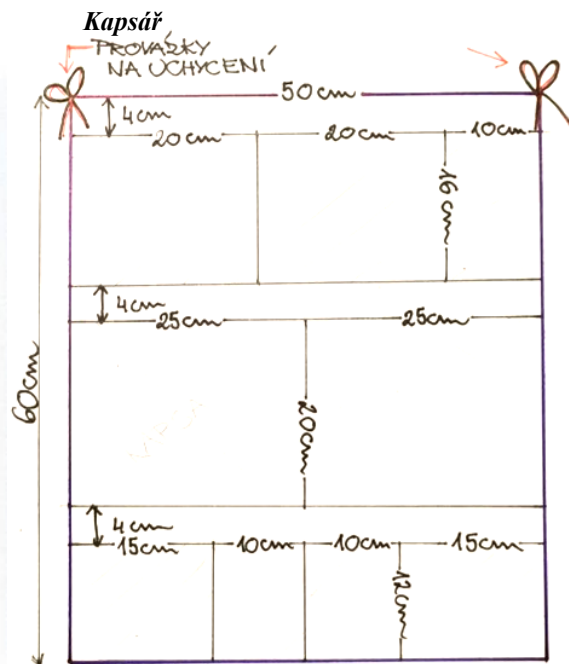 Kapsář
PROVÁZKY
NA UCHYCENÍ
50cm
4cm
20cm 20cm 10cm
16cm
4cm
25cm 25cm
60cm
20cm
4cm
15cm 10cm 10cm 15cm
12cm